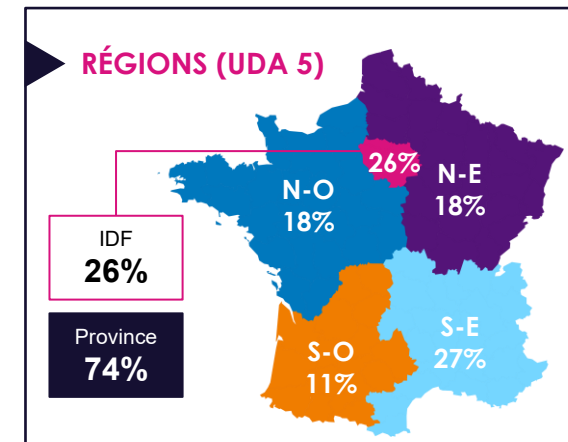 RÉGIONS (UDA 5)
26%
N-E
18%
N-O
18%
IDF
26%
Province
74%
S-O
11%
S-E
27%